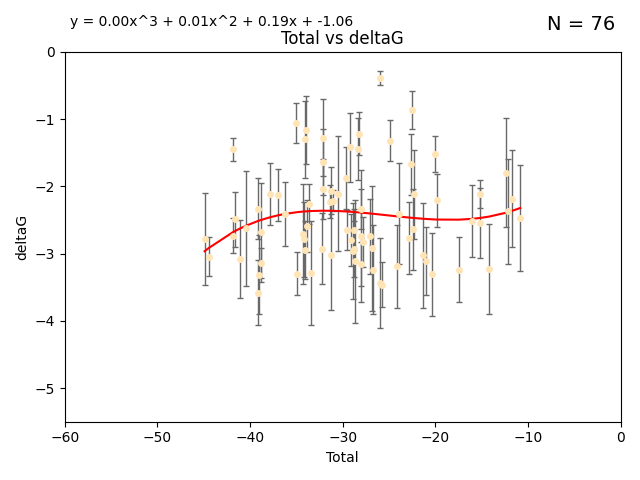 y = 0.00x^3 + 0.01x^2 + 0.19x + -1.06
N = 76
Total vs deltaG
0
−1
−2
−3
−4
−5
deltaG
−60
−50
−40
−30
−20
−10
0
Total